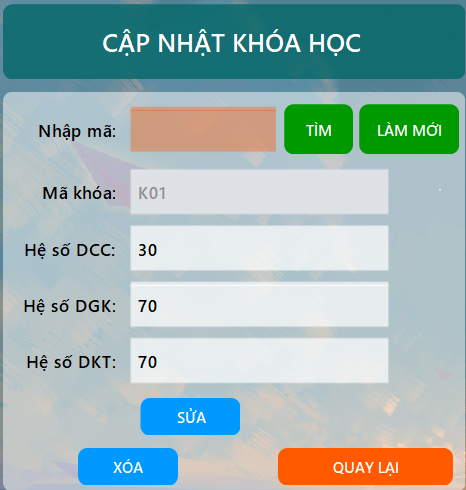 CẬP NHẬT KHÓA HỌC
Nhập mã: TÌM LÀM MỚI
Mã khóa: K01
Hệ số DCC: 30
Hệ số DGK: 70
Hệ số DKT: 70
SỬA
XÓA QUAY LẠI